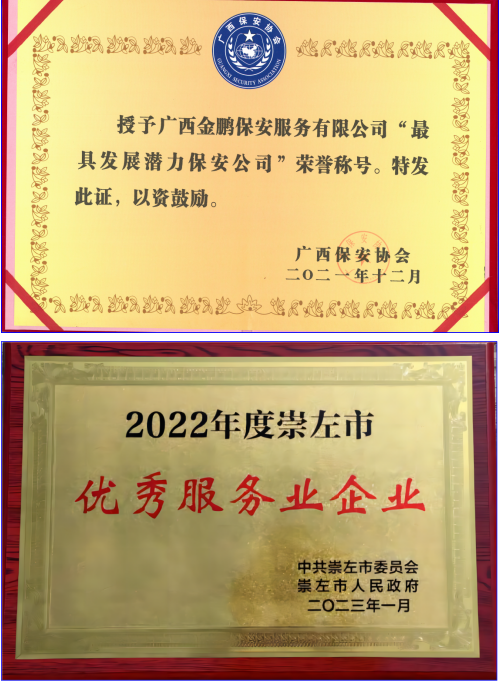 广西保安协会
GUANGXI SECURITY ASSOCIATION
授予广西金鹏保安服务有限公司“最
具发展潜力保安公司”荣誉称号。特发
此证，以资鼓励。
广西保安协会
二〇二一年十二月
2022年度崇左市
优秀服务业企业
中共崇左市委员会
崇左市人民政府
二〇二三年一月